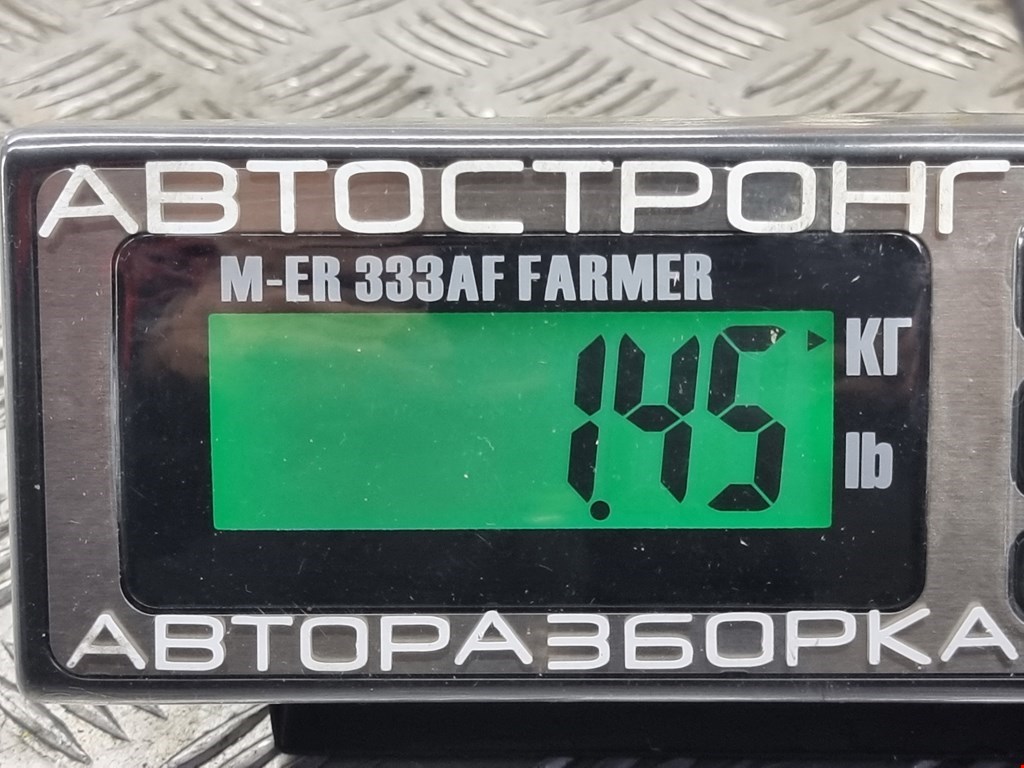 АВТОСТРОНГ
M-ER 333AF FARMER
1.45
КГ
lb
АВТОРАЗБОРКА